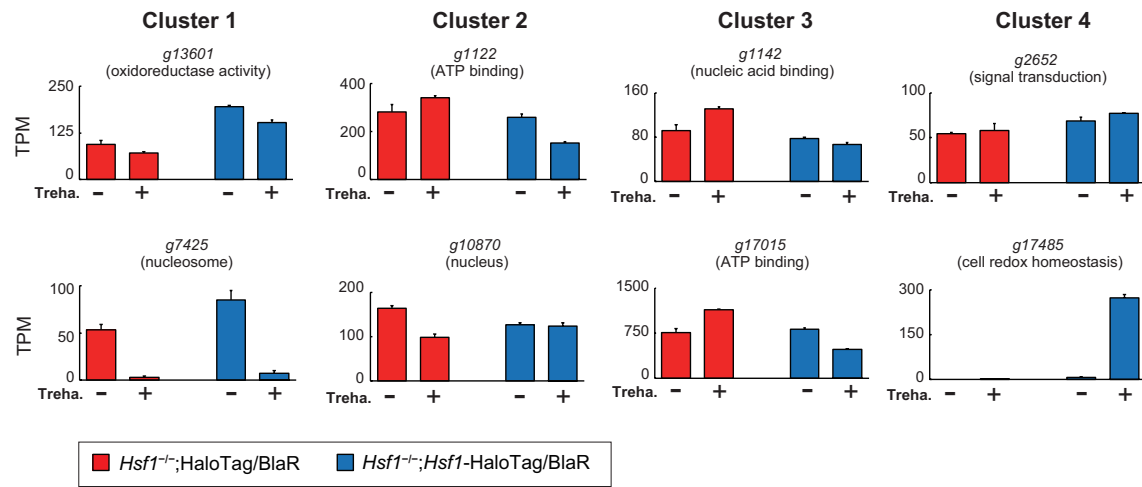 Cluster 1
Cluster 2
Cluster 3
Cluster 4
g13601
(oxidoreductase activity)
TPM
250
125
0
Treha. − +
− +
g1122
(ATP binding)
400
200
0
Treha. − +
− +
g1142
(nucleic acid binding)
160
80
0
Treha. − +
− +
g2652
(signal transduction)
100
50
0
Treha. − +
− +
g7425
(nucleosome)
TPM
100
50
0
Treha. − +
− +
g10870
(nucleus)
200
100
0
Treha. − +
− +
g17015
(ATP binding)
1500
750
0
Treha. − +
− +
g17485
(cell redox homeostasis)
300
150
0
Treha. − +
− +
Hsf1−/−;HaloTag/BlaR
Hsf1−/−;Hsf1-HaloTag/BlaR